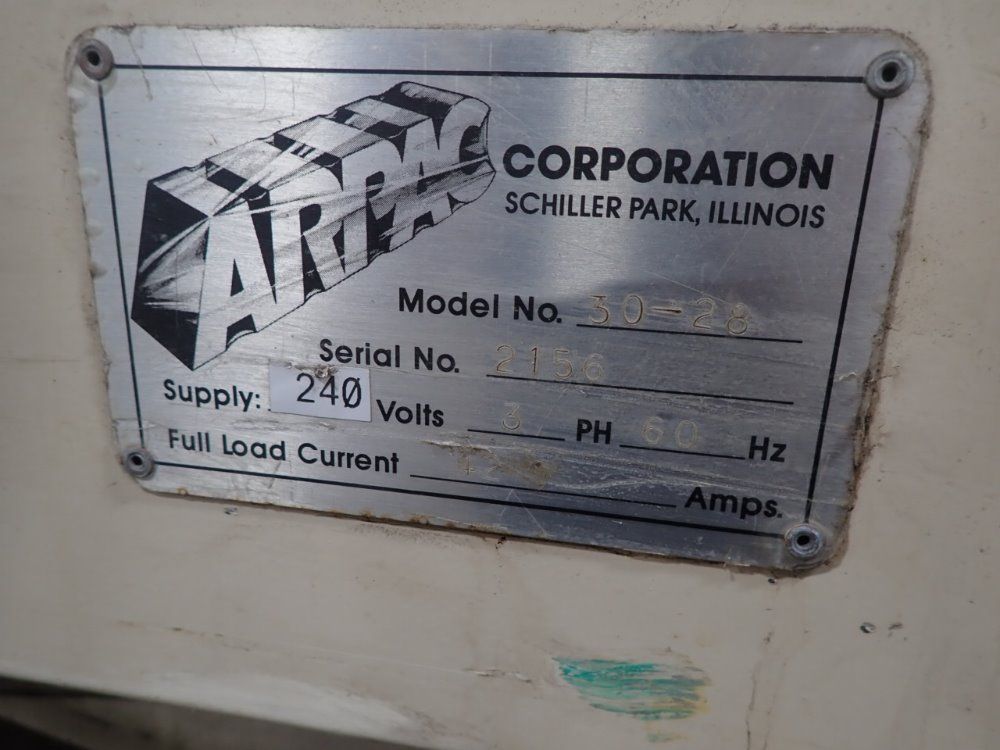 ARPAC
CORPORATION
SCHILLER PARK, ILLINOIS
Model No. 30-28
Serial No. 2156
Supply: 240 Volts 3 PH 60 Hz
Full Load Current Amps.